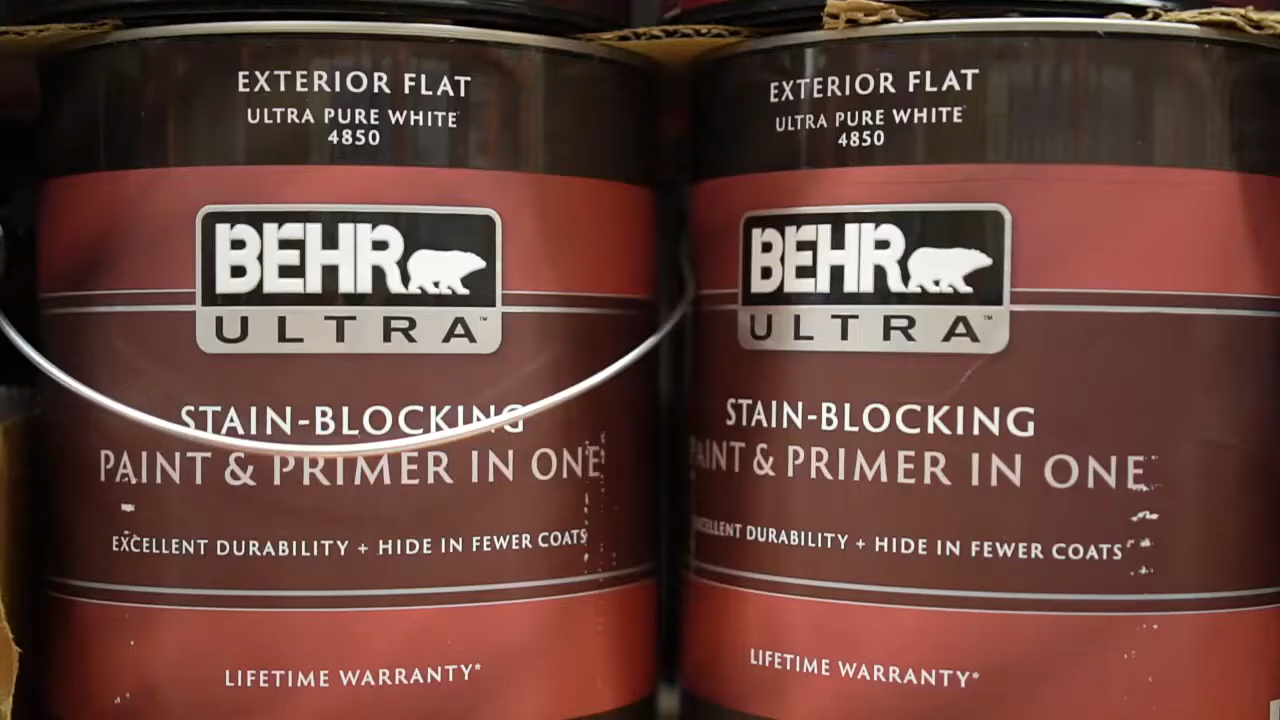 EXTERIOR FLAT
ULTRA PURE WHITE
4850
BEHR
ULTRA™
STAIN-BLOCKING
PAINT & PRIMER IN ONE
EXCELLENT DURABILITY + HIDE IN FEWER COATS
LIFETIME WARRANTY*
EXTERIOR FLAT
ULTRA PURE WHITE
4850
BEHR
ULTRA™
STAIN-BLOCKING
PAINT & PRIMER IN ONE
EXCELLENT DURABILITY + HIDE IN FEWER COATS
LIFETIME WARRANTY*